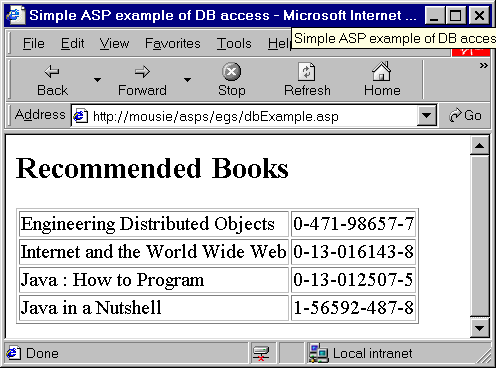 Simple ASP example of DB access - Microsoft Internet ...
Simple ASP example of DB acces
File Edit View Favorites Tools
Back Forward Stop Refresh Home
Address http://mousie/asps/egs/dbExample.asp Go
Recommended Books
Engineering Distributed Objects 0-471-98657-7
Internet and the World Wide Web 0-13-016143-8
Java : How to Program 0-13-012507-5
Java in a Nutshell 1-56592-487-8
Done Local intranet